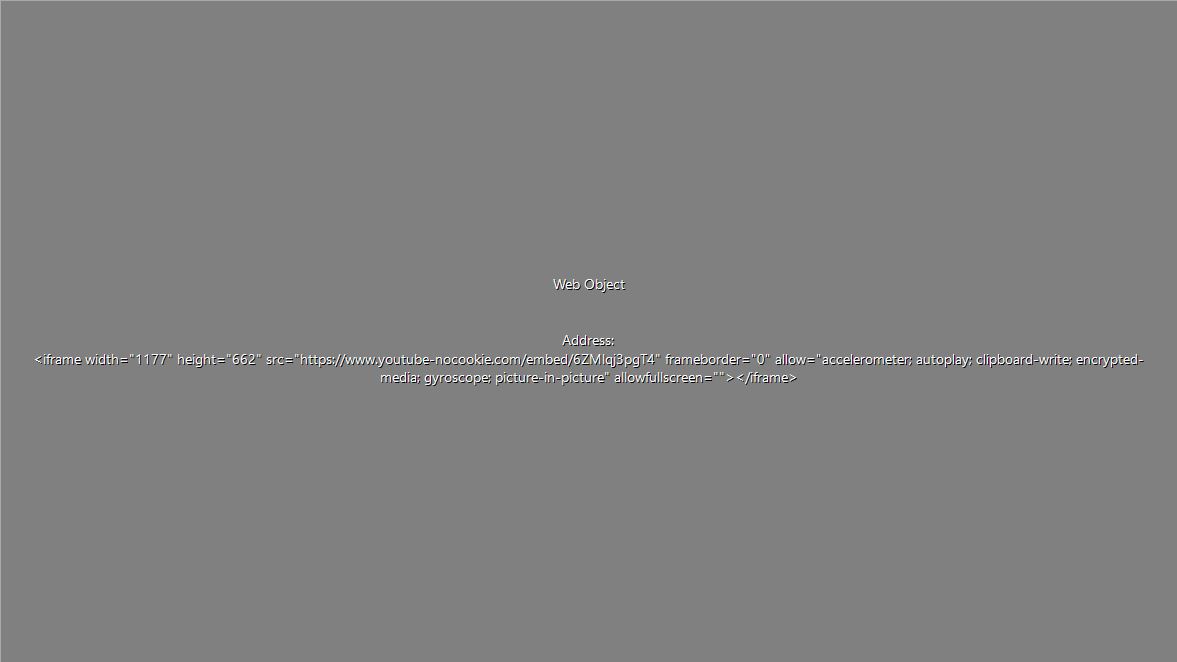 Web Object
Address:
<iframe width="1177" height="662" src="https://www.youtube-nocookie.com/embed/6ZMIqj3pgT4" frameborder="0" allow="accelerometer; autoplay; clipboard-write; encrypted-
media; gyroscope; picture-in-picture" allowfullscreen=""></iframe>